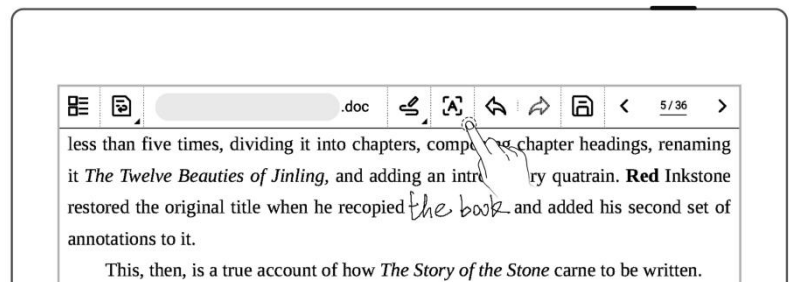 .doc 5/36
less than five times, dividing it into chapters, chapter headings, renaming
it The Twelve Beauties of Jinling, and adding an quatrain. Red Inkstone
restored the original title when he recopied the book and added his second set of
annotations to it.
This, then, is a true account of how The Story of the Stone carne to be written.